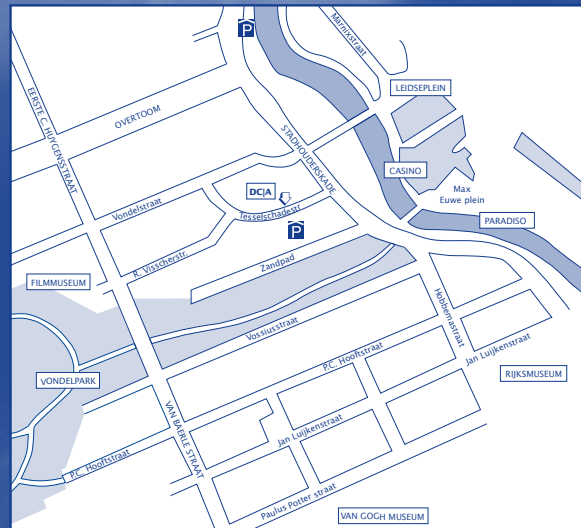 P
Marnixstraat
LEIDSEPLEIN
EERSTE C. HUYGENSSTRAAT
OVERTOOM
STADHOUDERSKADE
CASINO
DC|A
Max
Euwe plein
Vondelstraat
Tesselschadestr.
PARADISO
P
R. Visscherstr.
Zandpad
FILMMUSEUM
Hobbemastraat
Vossiusstraat
P.C. Hooftstraat
Jan Luijkenstraat
RIJKSMUSEUM
VONDELPARK
VAN BAERLE STRAAT
Jan Luijkenstraat
P.C. Hooftstraat
Paulus Potter straat
VAN GOGH MUSEUM